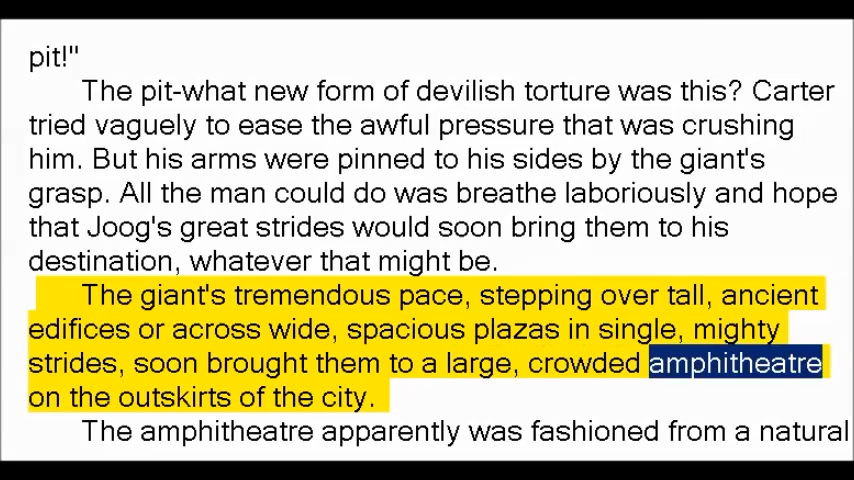 pit!"
The pit-what new form of devilish torture was this? Carter
tried vaguely to ease the awful pressure that was crushing
him. But his arms were pinned to his sides by the giant's
grasp. All the man could do was breathe laboriously and hope
that Joog's great strides would soon bring them to his
destination, whatever that might be.
The giant's tremendous pace, stepping over tall, ancient
edifices or across wide, spacious plazas in single, mighty
strides, soon brought them to a large, crowded amphitheatre
on the outskirts of the city.
The amphitheatre apparently was fashioned from a natural